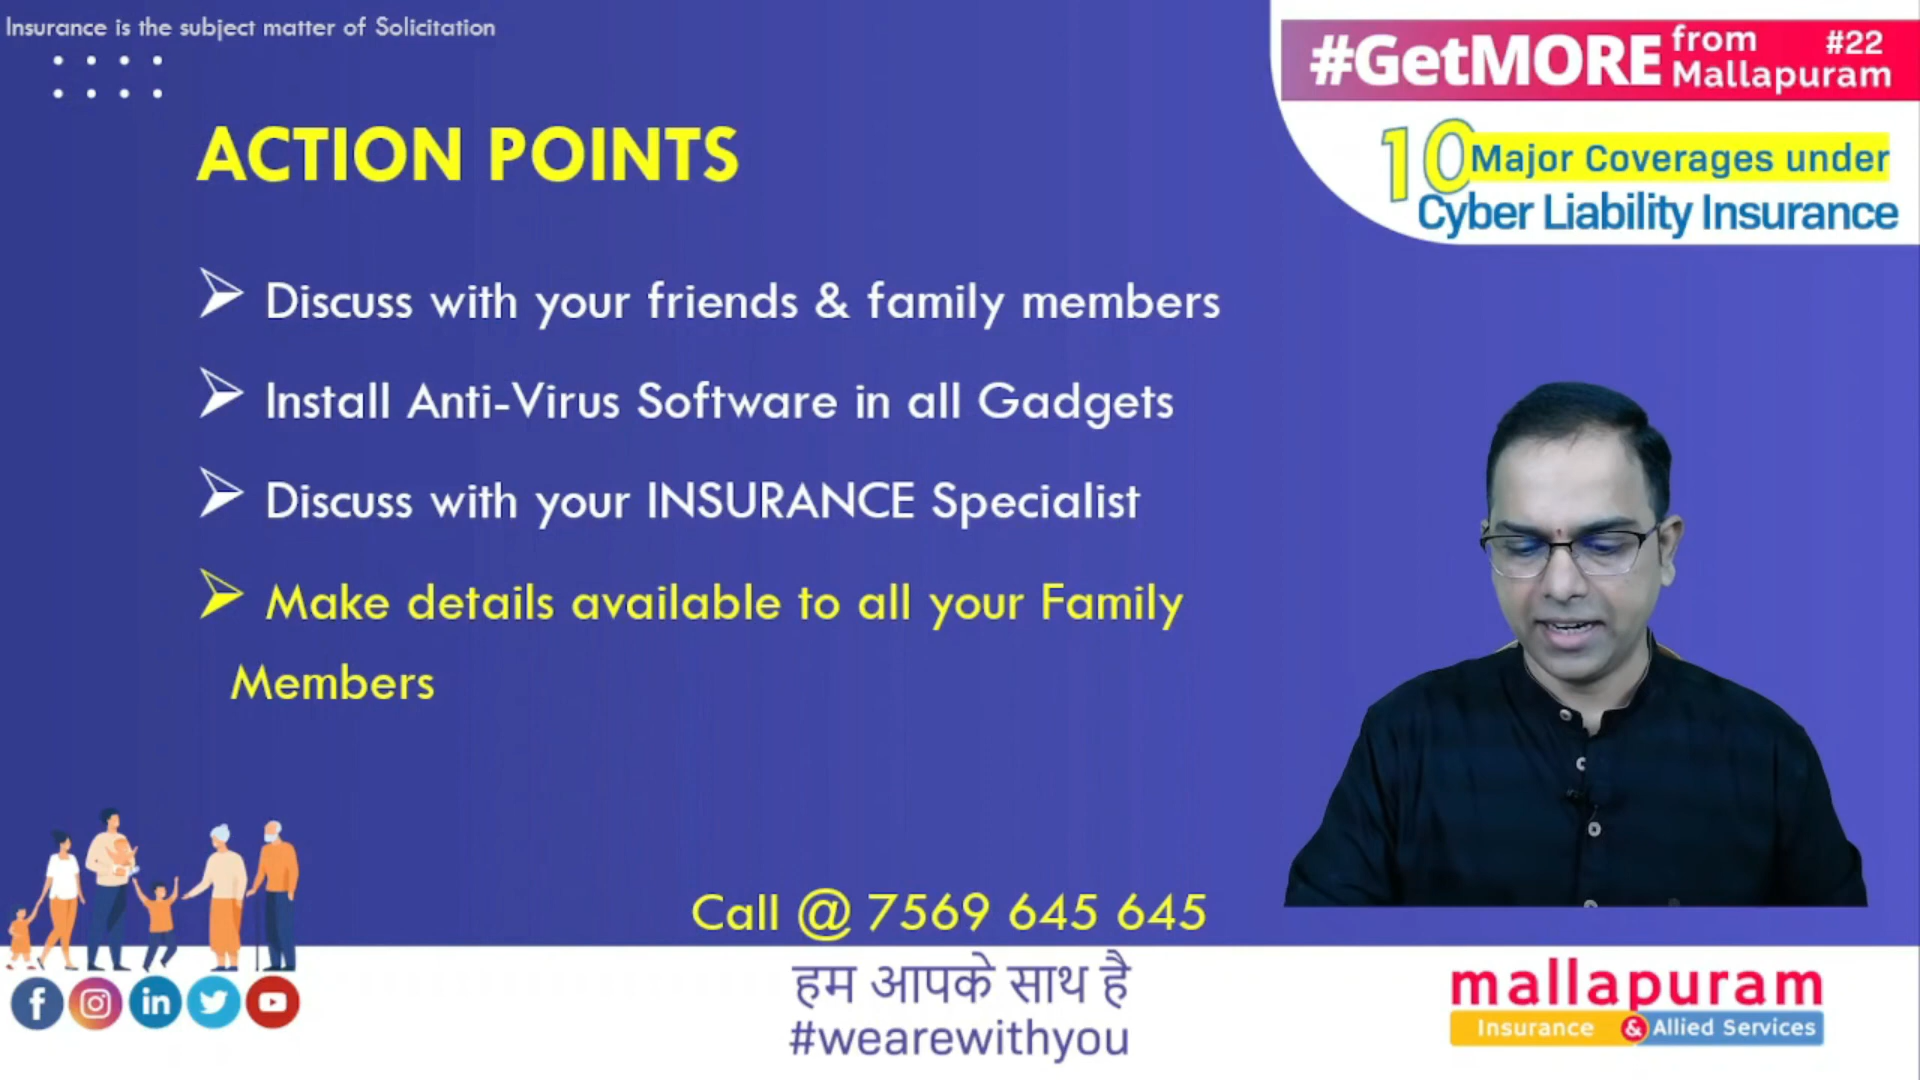 Insurance is the subject matter of Solicitation
#GetMORE from Mallapuram #22
10 Major Coverages under
Cyber Liability Insurance
ACTION POINTS
Discuss with your friends & family members
Install Anti-Virus Software in all Gadgets
Discuss with your INSURANCE Specialist
Make details available to all your Family
Members
Call @ 7569 645 645
हम आपके साथ है
#wearewithyou
mallapuram
Insurance & Allied Services